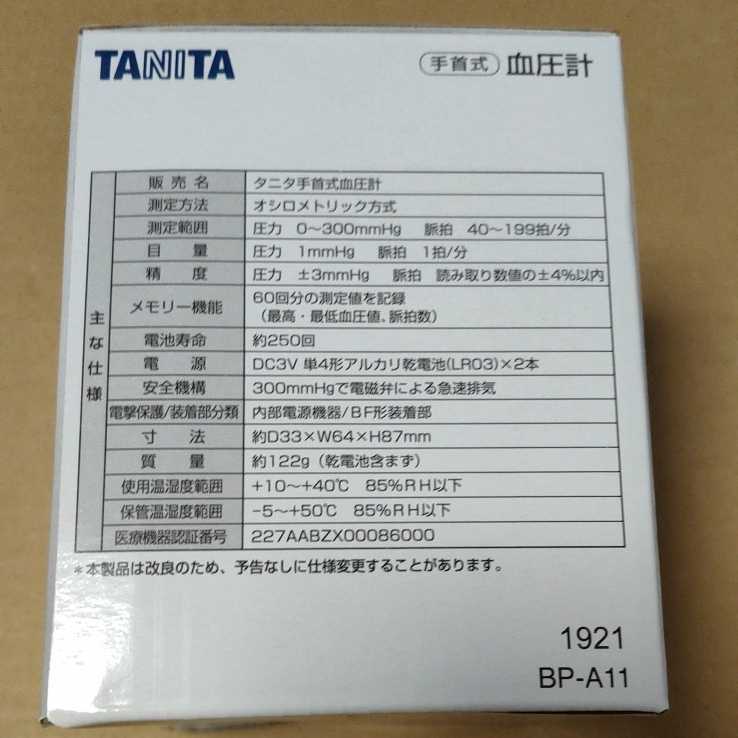 TANITA
手首式 血圧計
主な仕様
販売名 タニタ手首式血圧計
測定方法 オシロメトリック方式
測定範囲 圧力 0～300mmHg 脈拍 40～199拍/分
目量 圧力 1mmHg 脈拍 1拍/分
精度 圧力 ±3mmHg 脈拍 読み取り数値の±4%以内
メモリー機能 60回分の測定値を記録
（最高・最低血圧値、脈拍数）
電池寿命 約250回
電源 DC3V 単4形アルカリ乾電池(LR03)×2本
安全機構 300mmHgで電磁弁による急速排気
電撃保護/装着部分類 内部電源機器/BF形装着部
寸法 約D33×W64×H87mm
質量 約122g（乾電池含まず）
使用温湿度範囲 +10～+40℃ 85%RH以下
保管温湿度範囲 -5～+50℃ 85%RH以下
医療機器認証番号 227AABZX00086000
＊本製品は改良のため、予告なしに仕様変更することがあります。
1921
BP-A11